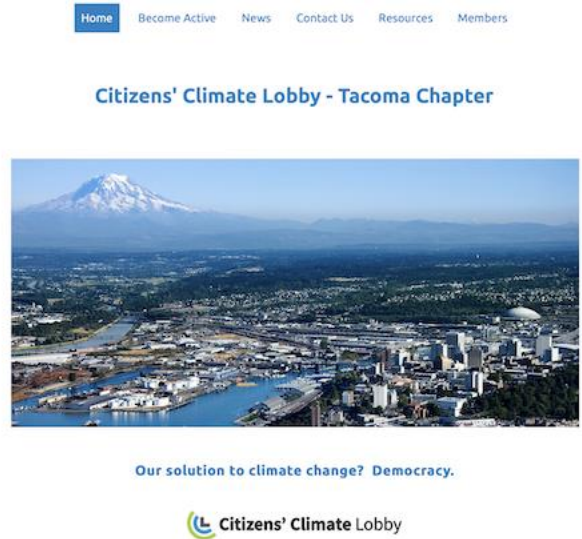 Home Become Active News Contact Us Resources Members
Citizens' Climate Lobby - Tacoma Chapter
Our solution to climate change? Democracy.
Citizens' Climate Lobby